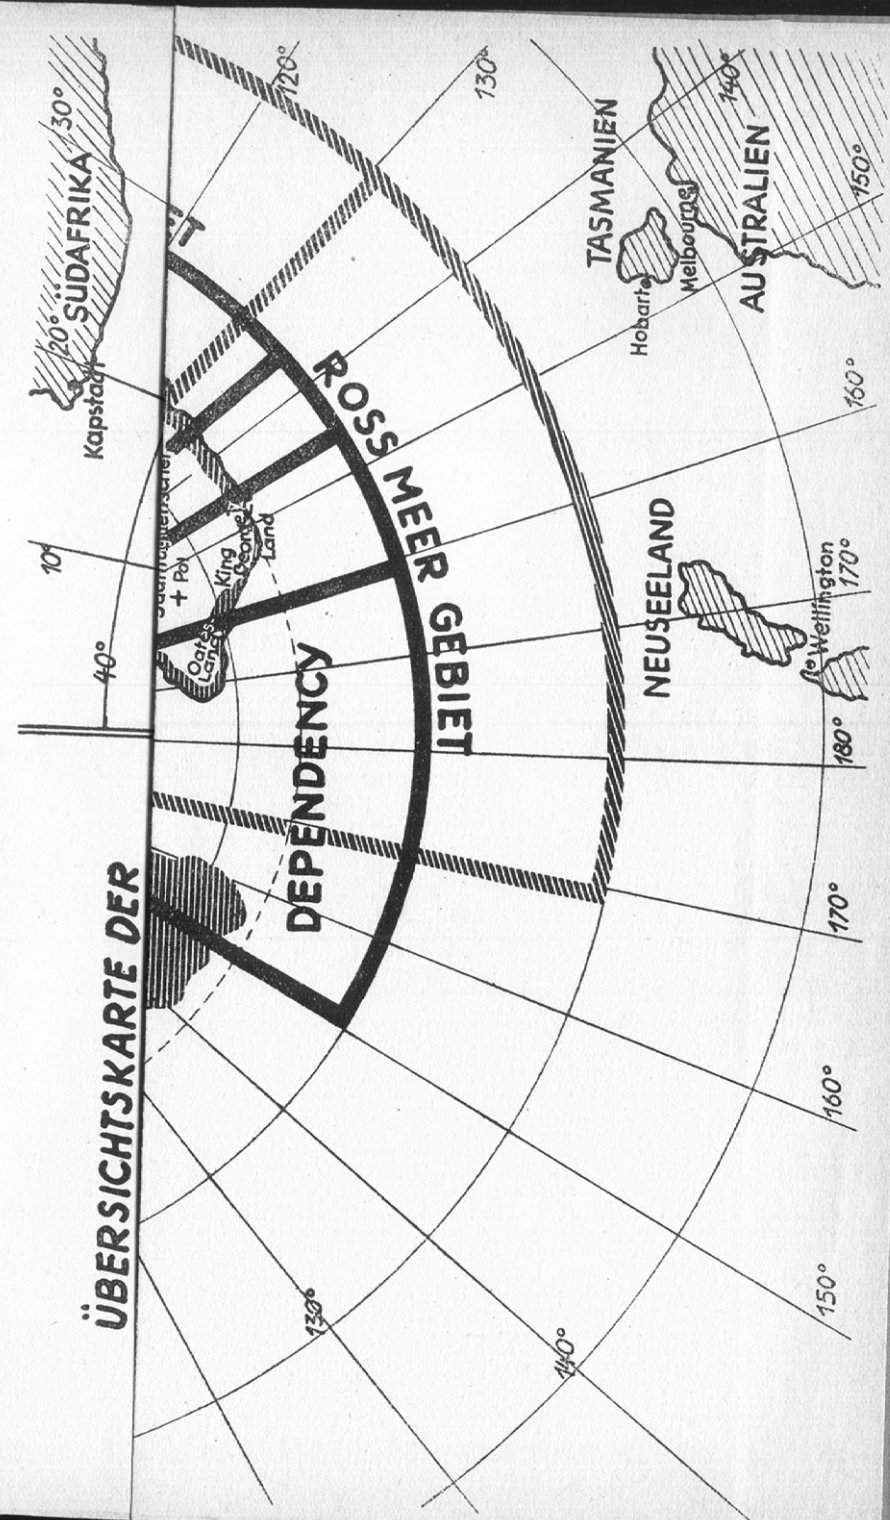 ÜBERSICHTSKARTE DER
SÜDAFRIKA
Kapstadt
30°
20°
10°
40°
120°
130°
140°
150°
160°
170°
180°
170°
160°
150°
140°
130°
ROSS MEER GEBIET
DEPENDENCY
+ Pol
King
George V
Land
Oates
Land
TASMANIEN
Hobarte
Melbourne
AUSTRALIEN
NEUSEELAND
Wellington